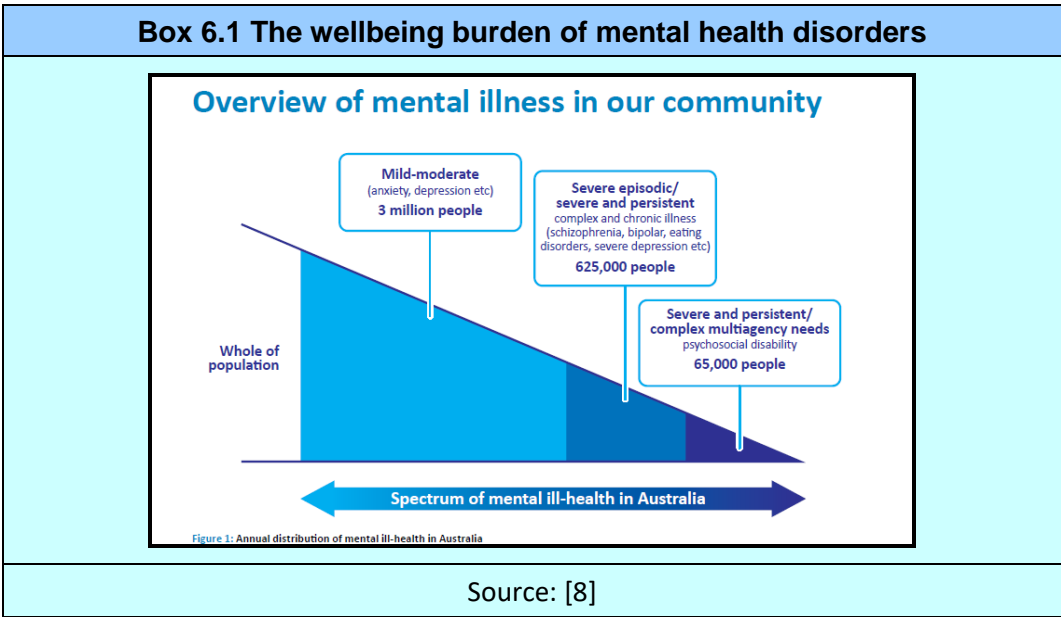 Box 6.1 The wellbeing burden of mental health disorders
Overview of mental illness in our community
Mild-moderate
(anxiety, depression etc)
3 million people
Severe episodic/
severe and persistent
complex and chronic illness
(schizophrenia, bipolar, eating
disorders, severe depression etc)
625,000 people
Severe and persistent/
complex multiagency needs
psychosocial disability
65,000 people
Whole of
population
Spectrum of mental ill-health in Australia
Figure 1: Annual distribution of mental ill-health in Australia
Source: [8]